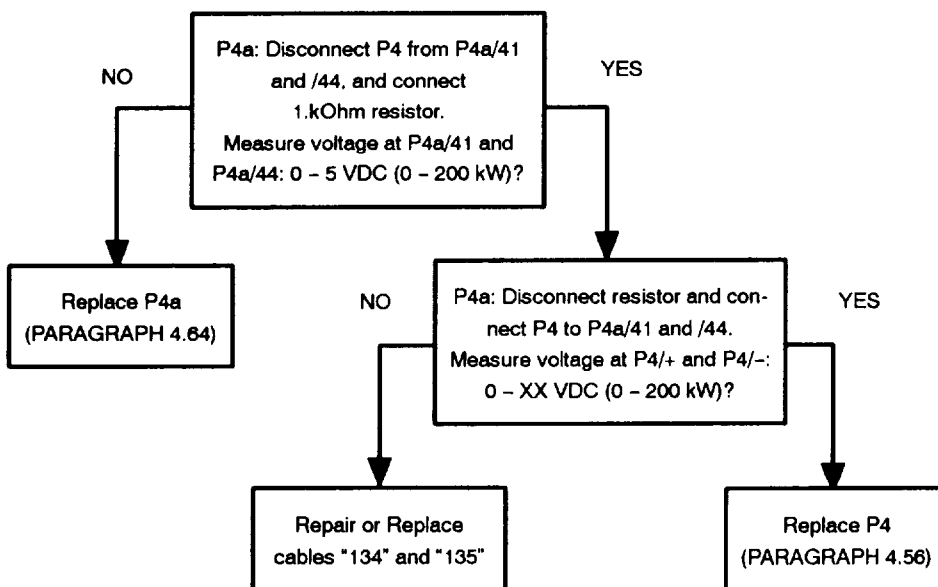 P4a: Disconnect P4 from P4a/41
and /44, and connect
1.kOhm resistor.
Measure voltage at P4a/41 and
P4a/44: 0 – 5 VDC (0 – 200 kW)?
NO
YES
Replace P4a
(PARAGRAPH 4.64)
P4a: Disconnect resistor and con-
nect P4 to P4a/41 and /44.
Measure voltage at P4/+ and P4/–:
0 – XX VDC (0 – 200 kW)?
NO
YES
Repair or Replace
cables "134" and "135"
Replace P4
(PARAGRAPH 4.56)